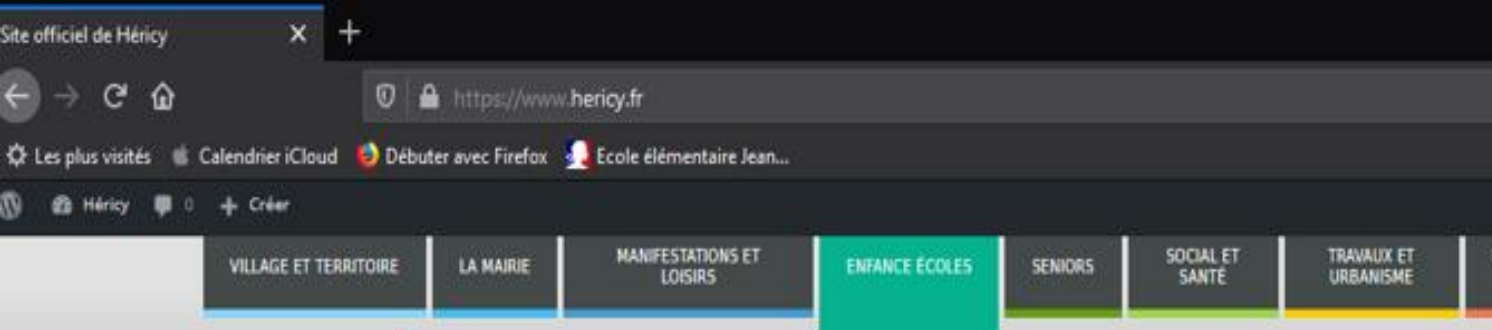 Site officiel de Héricy
https://www.hericy.fr
Les plus visités Calendrier iCloud Débuter avec Firefox Ecole élémentaire Jean...
Héricy 0 + Créer
VILLAGE ET TERRITOIRE LA MAIRIE MANIFESTATIONS ET LOISIRS ENFANCE ÉCOLES SENIORS SOCIAL ET SANTÉ TRAVAUX ET URBANISME